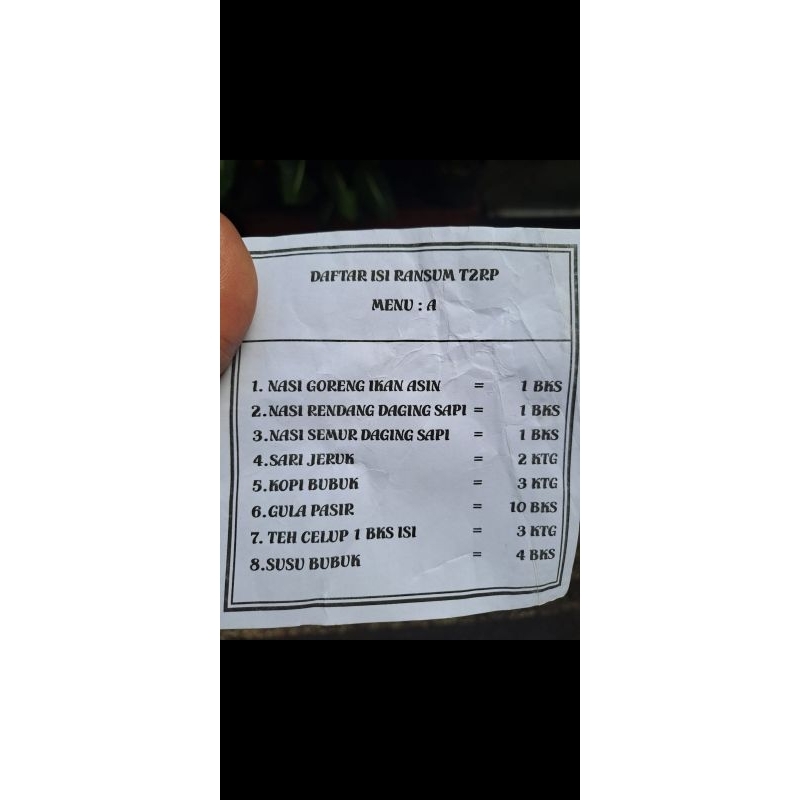 DAFTAR ISI RANSUM T2RP
MENU : A
1. NASI GORENG IKAN ASIN = 1 BKS
2.NASI RENDANG DAGING SAPI = 1 BKS
3.NASI SEMUR DAGING SAPI = 1 BKS
4.SARI JERUK = 2 KTG
5.KOPI BUBUK = 3 KTG
6.GULA PASIR = 10 BKS
7. TEH CELUP 1 BKS ISI = 3 KTG
8.SUSU BUBUK = 4 BKS